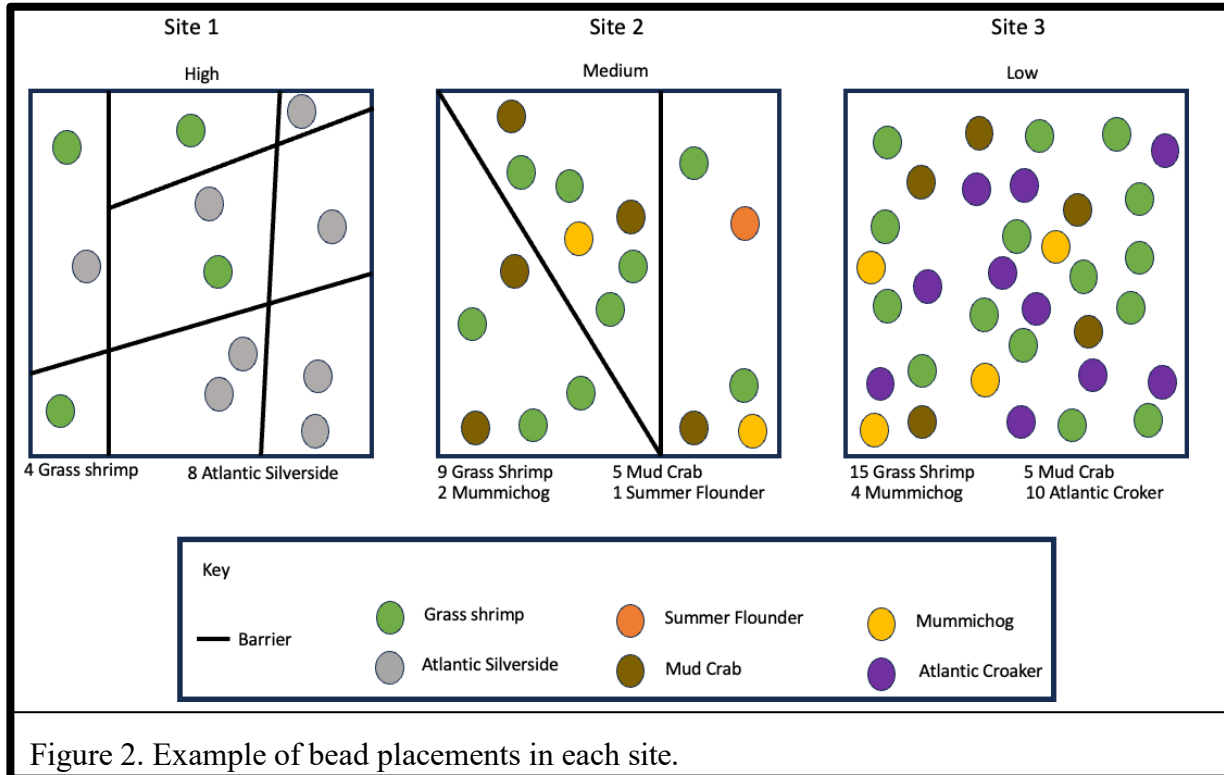 Site 1
Site 2
Site 3
High
Medium
Low
4 Grass shrimp
8 Atlantic Silverside
9 Grass Shrimp
5 Mud Crab
2 Mummichog
1 Summer Flounder
15 Grass Shrimp
5 Mud Crab
4 Mummichog
10 Atlantic Croker
Key
Barrier
Grass shrimp
Summer Flounder
Mummichog
Atlantic Silverside
Mud Crab
Atlantic Croaker
Figure 2. Example of bead placements in each site.